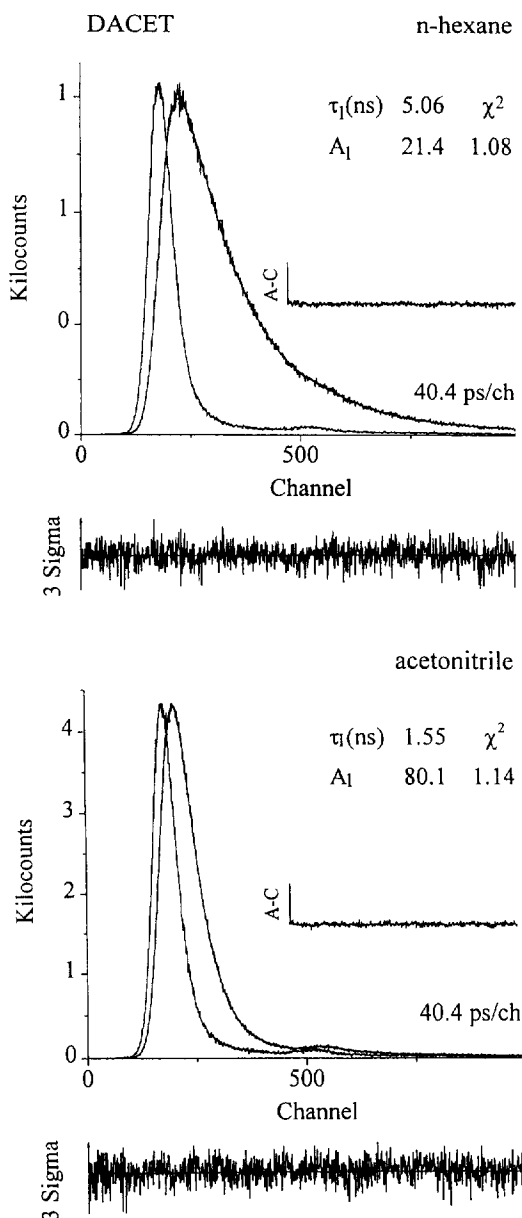 DACET n-hexane
τ1(ns) 5.06 χ2
A1 21.4 1.08
1
1
0
0
Kilocounts
A-C
40.4 ps/ch
0 500
Channel
3 Sigma
acetonitrile
τ1(ns) 1.55 χ2
A1 80.1 1.14
4
3
2
1
0
Kilocounts
A-C
40.4 ps/ch
0 500
Channel
3 Sigma